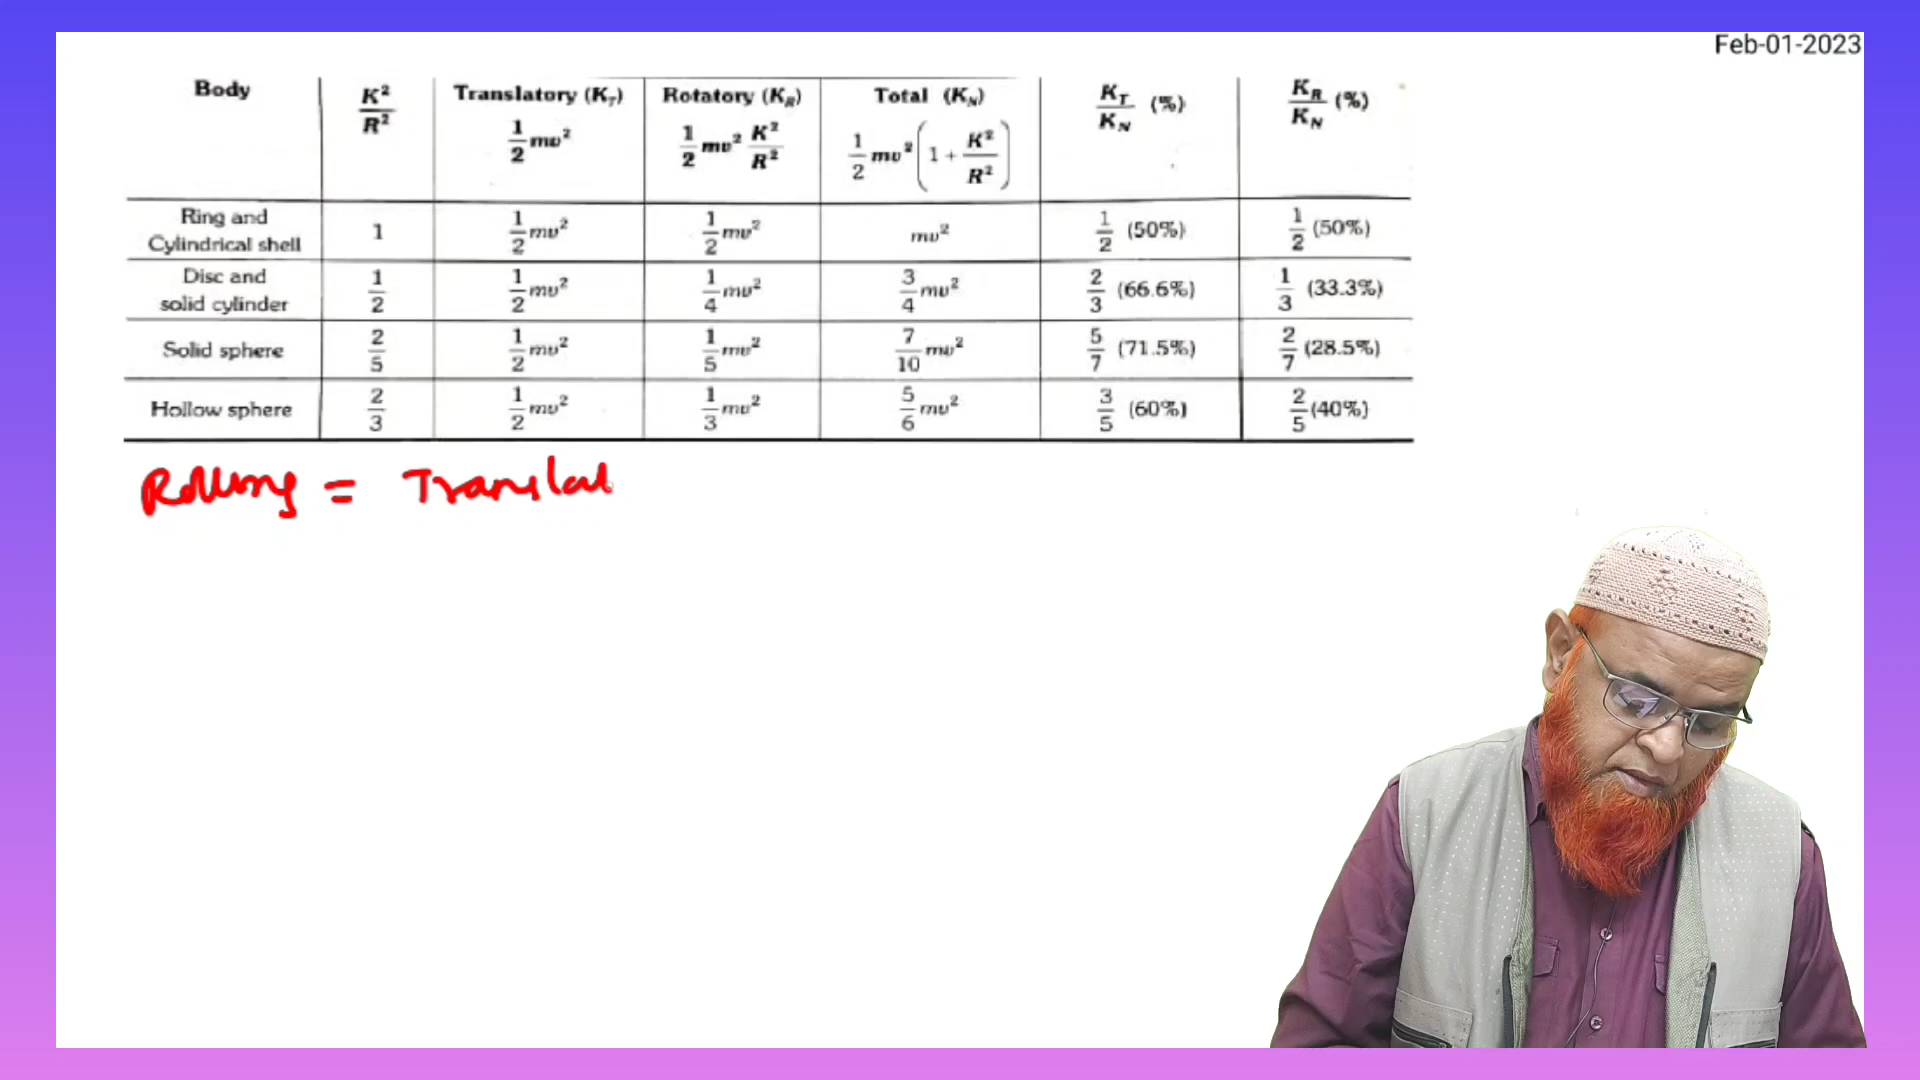 Feb-01-2023
Body K²/R² Translatory (K_T) 1/2 mv² Rotatory (K_R) 1/2 mv² K²/R² Total (K_N) 1/2 mv² (1 + K²/R²) K_T/K_N (%) K_R/K_N (%)
Ring and Cylindrical shell 1 1/2 mv² 1/2 mv² mv² 1/2 (50%) 1/2 (50%)
Disc and solid cylinder 1/2 1/2 mv² 1/4 mv² 3/4 mv² 2/3 (66.6%) 1/3 (33.3%)
Solid sphere 2/5 1/2 mv² 1/5 mv² 7/10 mv² 5/7 (71.5%) 2/7 (28.5%)
Hollow sphere 2/3 1/2 mv² 1/3 mv² 5/6 mv² 3/5 (60%) 2/5 (40%)
Rolling = Translat